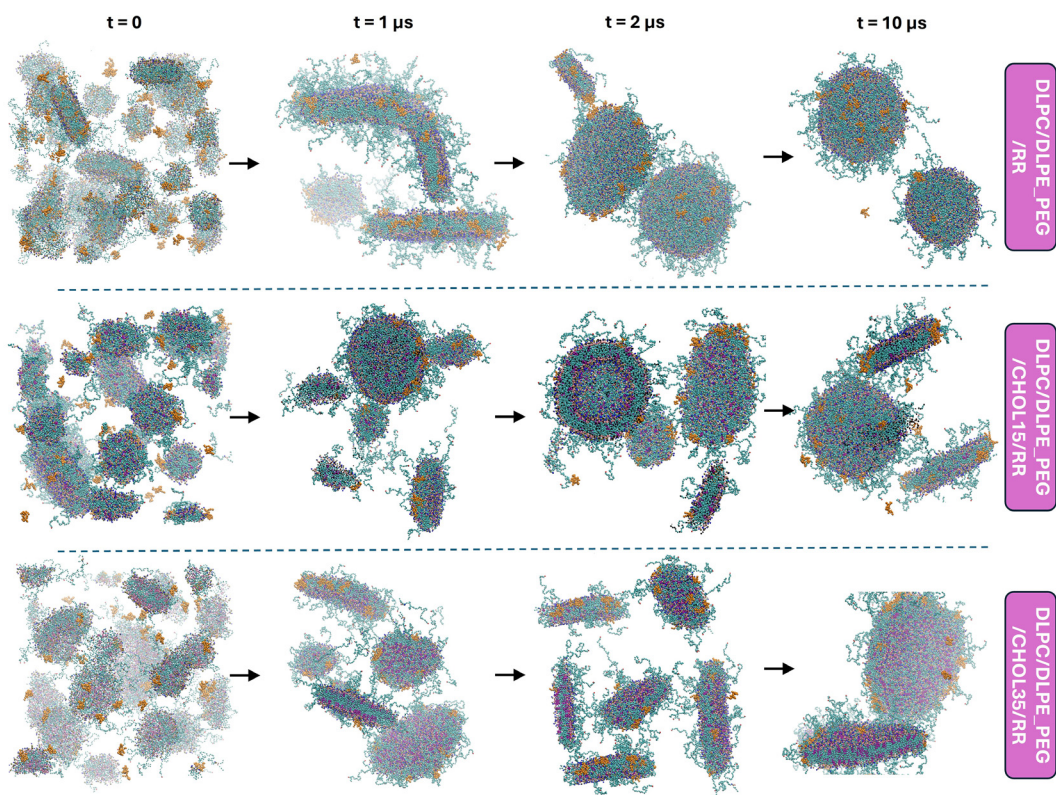 t = 0
t = 1 µs
t = 2 µs
t = 10 µs
DLPC/DLPE_PEG
/RR
DLPC/DLPE_PEG
/CHOL15/RR
DLPC/DLPE_PEG
/CHOL35/RR